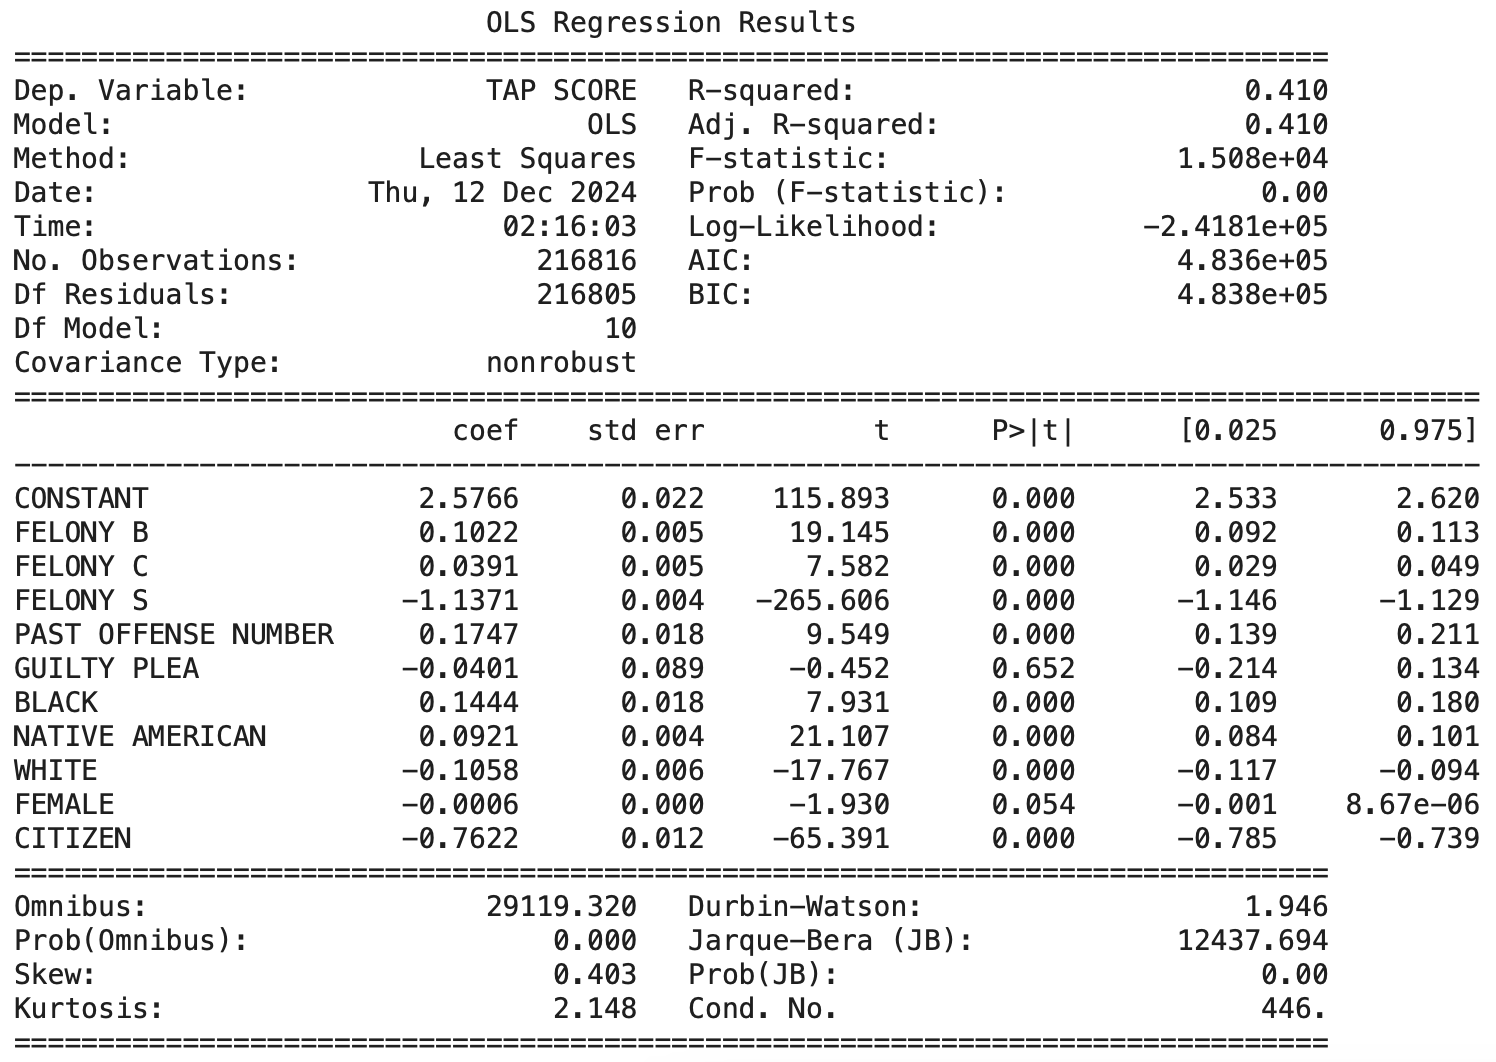 OLS Regression Results
==============================================================================
Dep. Variable: TAP SCORE R-squared: 0.410
Model: OLS Adj. R-squared: 0.410
Method: Least Squares F-statistic: 1.508e+04
Date: Thu, 12 Dec 2024 Prob (F-statistic): 0.00
Time: 02:16:03 Log-Likelihood: -2.4181e+05
No. Observations: 216816 AIC: 4.836e+05
Df Residuals: 216805 BIC: 4.838e+05
Df Model: 10
Covariance Type: nonrobust
=======================================================================================
coef std err t P>|t| [0.025 0.975]
---------------------------------------------------------------------------------------
CONSTANT 2.5766 0.022 115.893 0.000 2.533 2.620
FELONY B 0.1022 0.005 19.145 0.000 0.092 0.113
FELONY C 0.0391 0.005 7.582 0.000 0.029 0.049
FELONY S -1.1371 0.004 -265.606 0.000 -1.146 -1.129
PAST OFFENSE NUMBER 0.1747 0.018 9.549 0.000 0.139 0.211
GUILTY PLEA -0.0401 0.089 -0.452 0.652 -0.214 0.134
BLACK 0.1444 0.018 7.931 0.000 0.109 0.180
NATIVE AMERICAN 0.0921 0.004 21.107 0.000 0.084 0.101
WHITE -0.1058 0.006 -17.767 0.000 -0.117 -0.094
FEMALE -0.0006 0.000 -1.930 0.054 -0.001 8.67e-06
CITIZEN -0.7622 0.012 -65.391 0.000 -0.785 -0.739
==============================================================================
Omnibus: 29119.320 Durbin-Watson: 1.946
Prob(Omnibus): 0.000 Jarque-Bera (JB): 12437.694
Skew: 0.403 Prob(JB): 0.00
Kurtosis: 2.148 Cond. No. 446.
==============================================================================